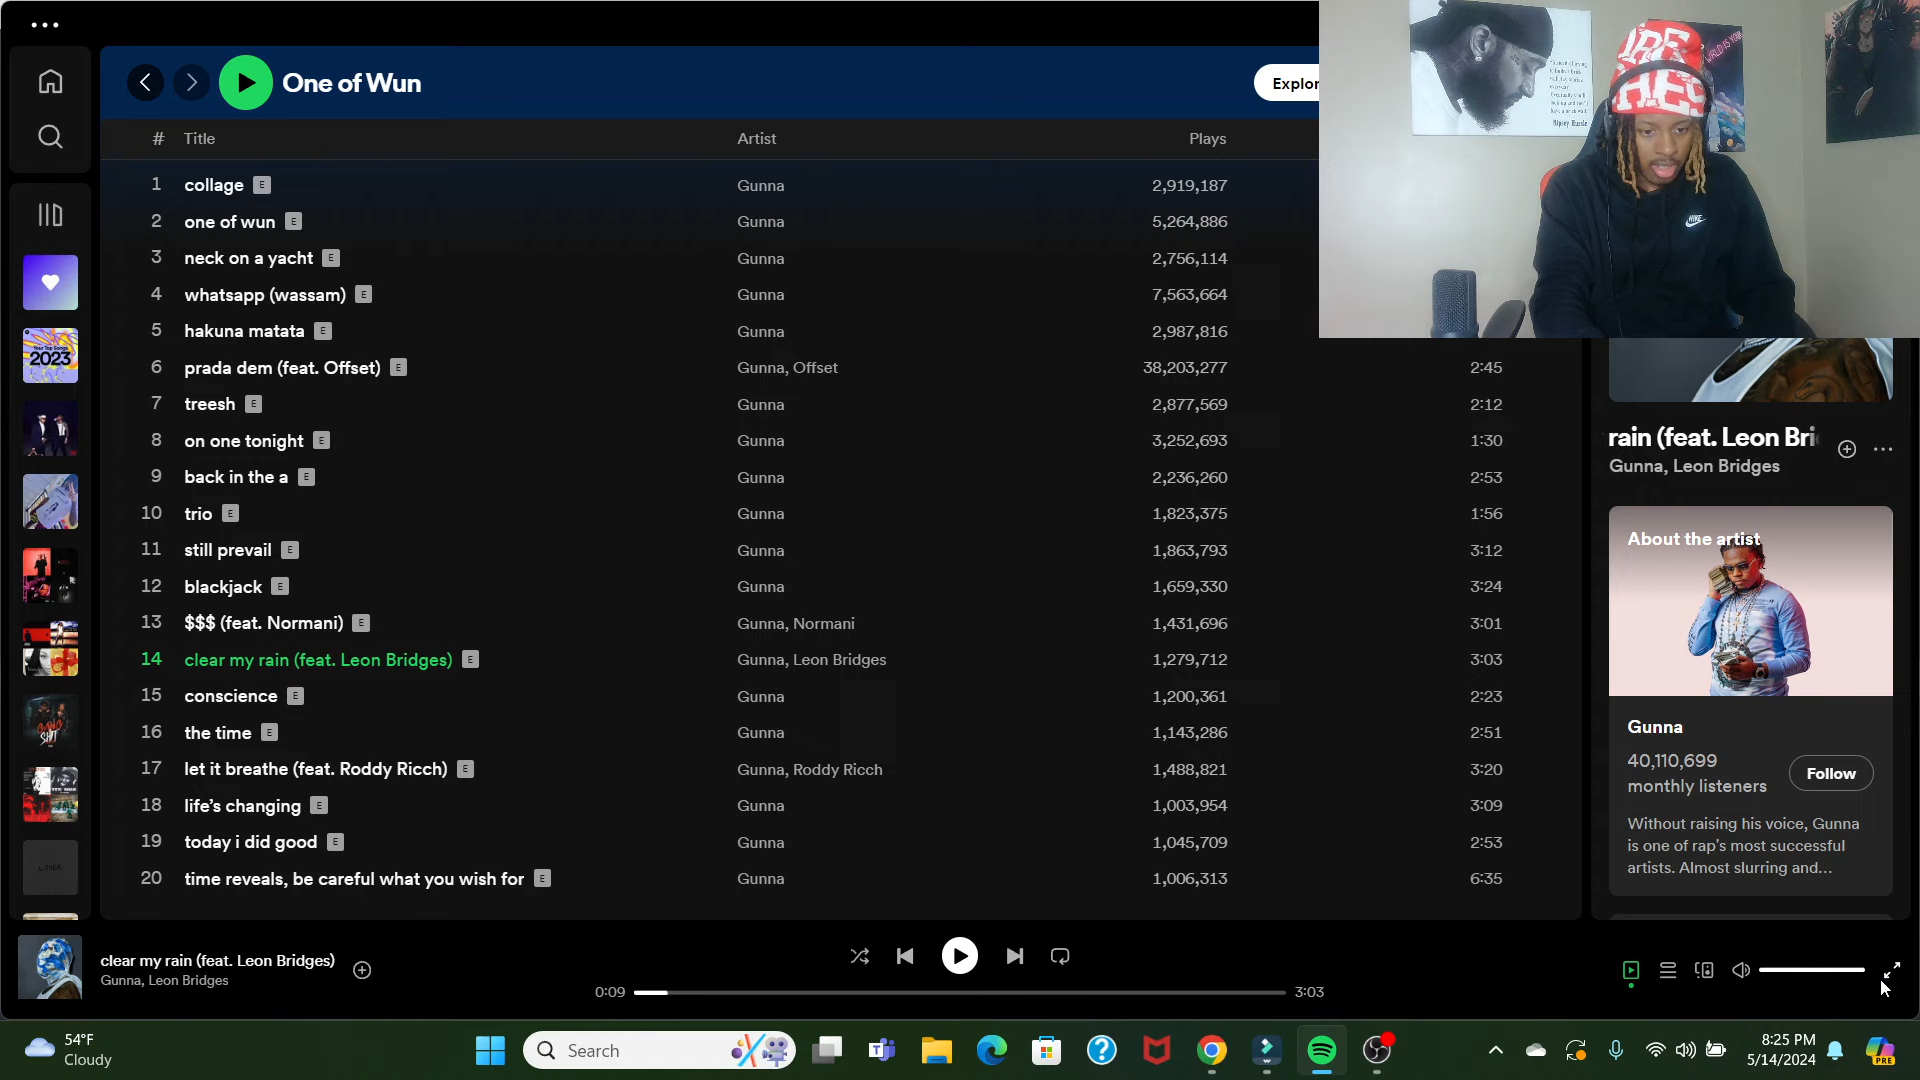 One of Wun
Explor
# Title Artist Plays
1 collage E Gunna 2,919,187
2 one of wun E Gunna 5,264,886
3 neck on a yacht E Gunna 2,756,114
4 whatsapp (wassam) E Gunna 7,563,664
5 hakuna matata E Gunna 2,987,816
6 prada dem (feat. Offset) E Gunna, Offset 38,203,277 2:45
7 treesh E Gunna 2,877,569 2:12
8 on one tonight E Gunna 3,252,693 1:30
9 back in the a E Gunna 2,236,260 2:53
10 trio E Gunna 1,823,375 1:56
11 still prevail E Gunna 1,863,793 3:12
12 blackjack E Gunna 1,659,330 3:24
13 $$$ (feat. Normani) E Gunna, Normani 1,431,696 3:01
14 clear my rain (feat. Leon Bridges) E Gunna, Leon Bridges 1,279,712 3:03
15 conscience E Gunna 1,200,361 2:23
16 the time E Gunna 1,143,286 2:51
17 let it breathe (feat. Roddy Ricch) E Gunna, Roddy Ricch 1,488,821 3:20
18 life's changing E Gunna 1,003,954 3:09
19 today i did good E Gunna 1,045,709 2:53
20 time reveals, be careful what you wish for E Gunna 1,006,313 6:35
2023
Nipsey Hussle
rain (feat. Leon Bri
Gunna, Leon Bridges
About the artist
Gunna
40,110,699
monthly listeners
Follow
Without raising his voice, Gunna
is one of rap's most successful
artists. Almost slurring and...
clear my rain (feat. Leon Bridges)
Gunna, Leon Bridges
0:09
3:03
54°F
Cloudy
Search
8:25 PM
5/14/2024
PRE